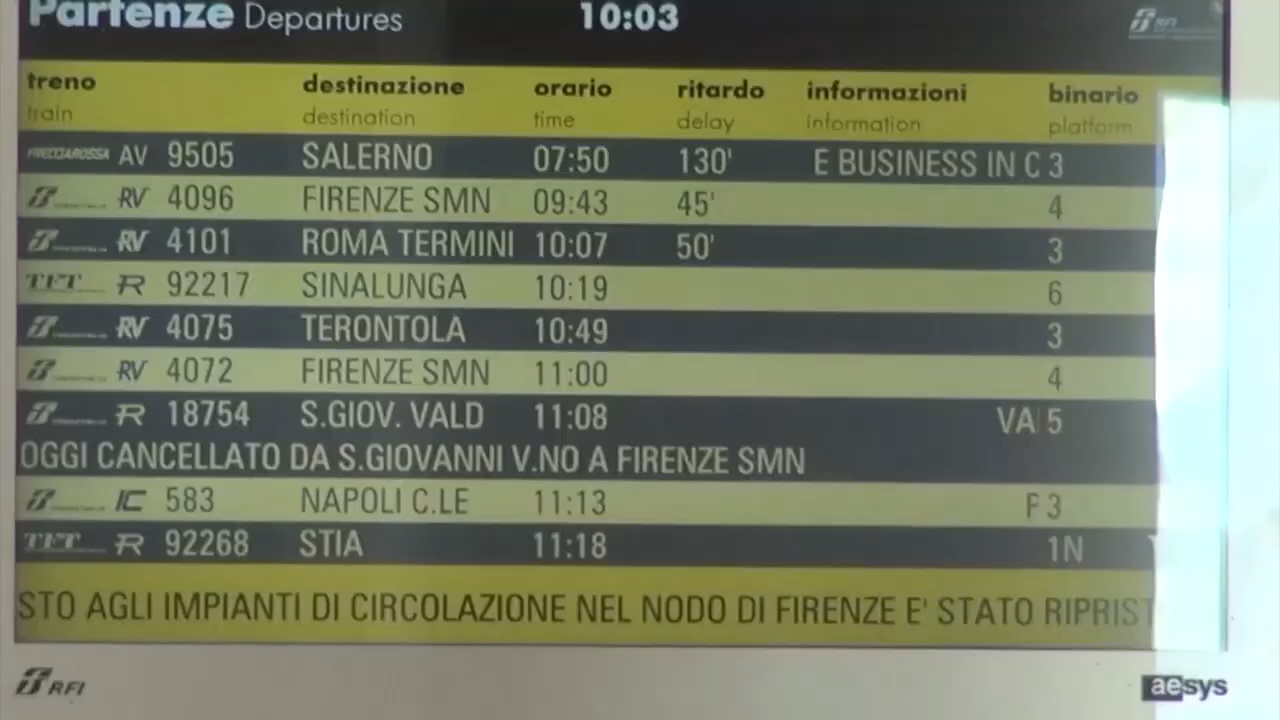 Partenze Departures 10:03
treno destinazione orario ritardo informazioni binario
train destination time delay information platform
FRECCIAROSSA AV 9505 SALERNO 07:50 130' E BUSINESS IN C 3
RV 4096 FIRENZE SMN 09:43 45' 4
RV 4101 ROMA TERMINI 10:07 50' 3
TFT R 92217 SINALUNGA 10:19 6
RV 4075 TERONTOLA 10:49 3
RV 4072 FIRENZE SMN 11:00 4
R 18754 S.GIOV. VALD 11:08 VA 5
OGGI CANCELLATO DA S.GIOVANNI V.NO A FIRENZE SMN
IC 583 NAPOLI C.LE 11:13 F 3
TFT R 92268 STIA 11:18 1N
STO AGLI IMPIANTI DI CIRCOLAZIONE NEL NODO DI FIRENZE E' STATO RIPRIST
RFI aesys